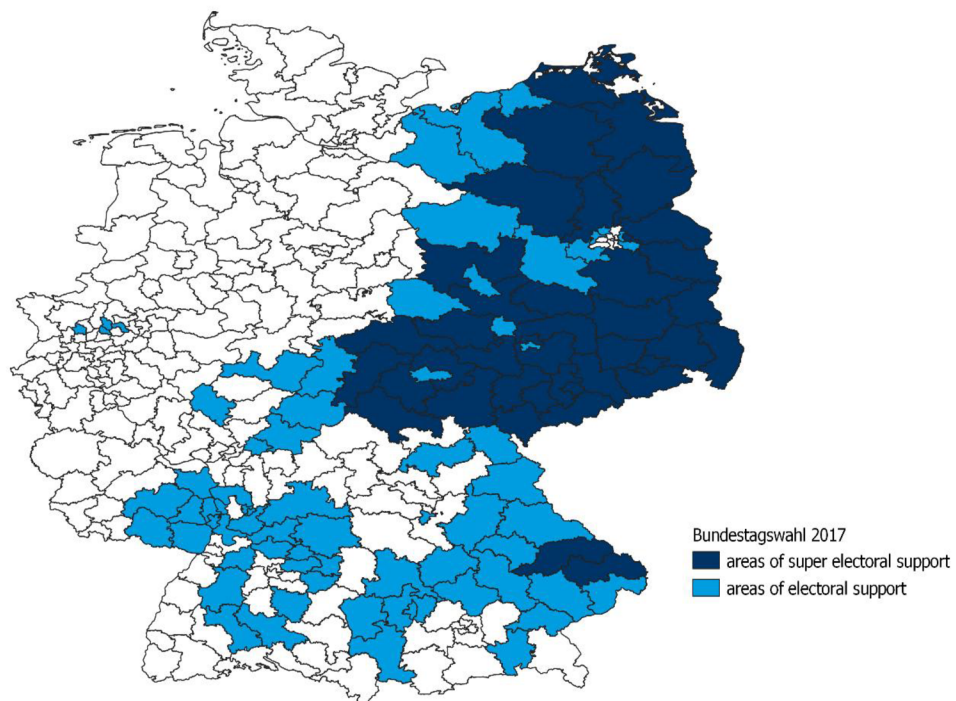 Bundestagswahl 2017
areas of super electoral support
areas of electoral support